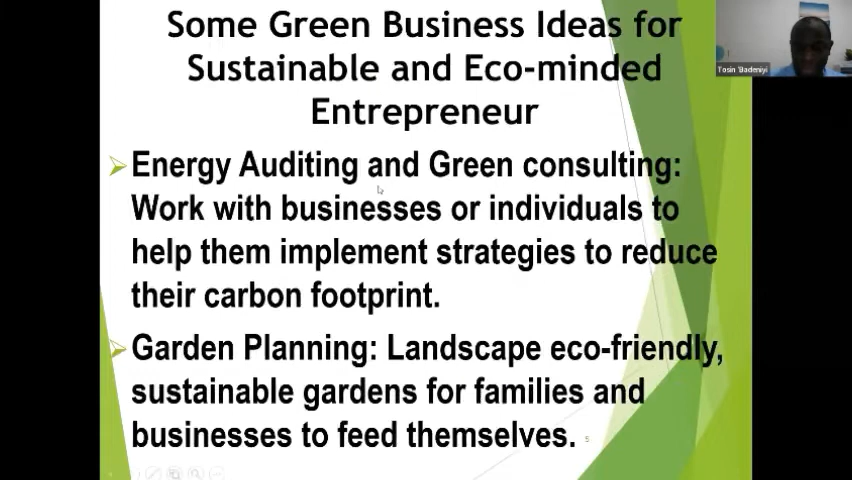 Some Green Business Ideas for
Sustainable and Eco-minded
Entrepreneur
Energy Auditing and Green consulting:
Work with businesses or individuals to
help them implement strategies to reduce
their carbon footprint.
Garden Planning: Landscape eco-friendly,
sustainable gardens for families and
businesses to feed themselves.
5
Tosin 'Badeniyi